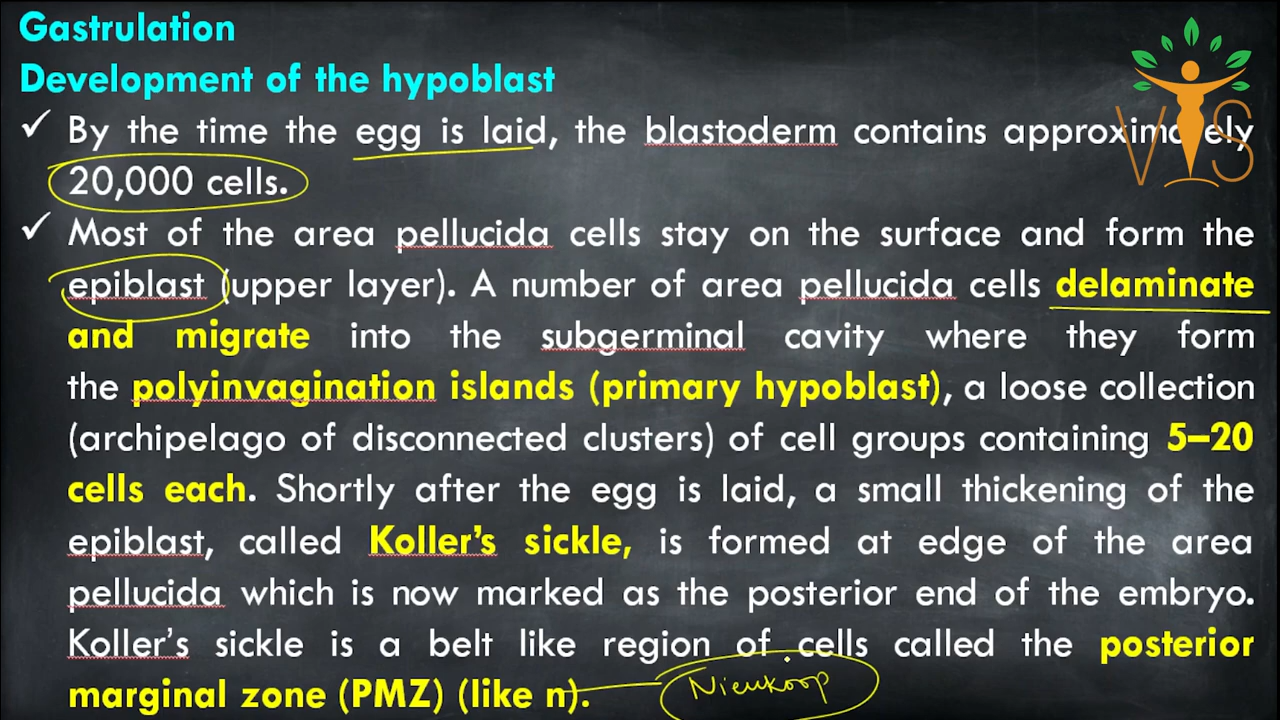 Gastrulation
Development of the hypoblast
✓ By the time the egg is laid, the blastoderm contains approximately
20,000 cells.
✓ Most of the area pellucida cells stay on the surface and form the
epiblast (upper layer). A number of area pellucida cells delaminate
and migrate into the subgerminal cavity where they form
the polyinvagination islands (primary hypoblast), a loose collection
(archipelago of disconnected clusters) of cell groups containing 5–20
cells each. Shortly after the egg is laid, a small thickening of the
epiblast, called Koller’s sickle, is formed at edge of the area
pellucida which is now marked as the posterior end of the embryo.
Koller’s sickle is a belt like region of cells called the posterior
marginal zone (PMZ) (like n). Nieukoop
VIS